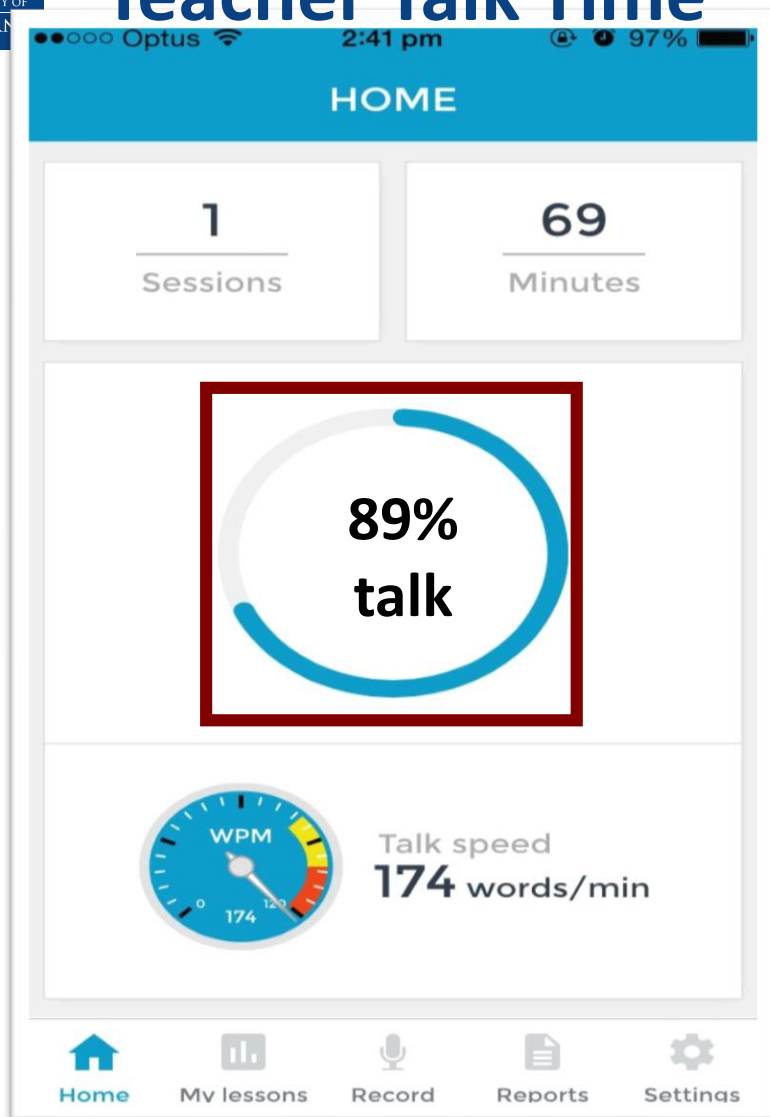 Teacher Talk Time
Optus 2:41 pm 97%
HOME
1
Sessions
69
Minutes
89%
talk
WPM
0 120
174
Talk speed
174 words/min
Home My lessons Record Reports Settings